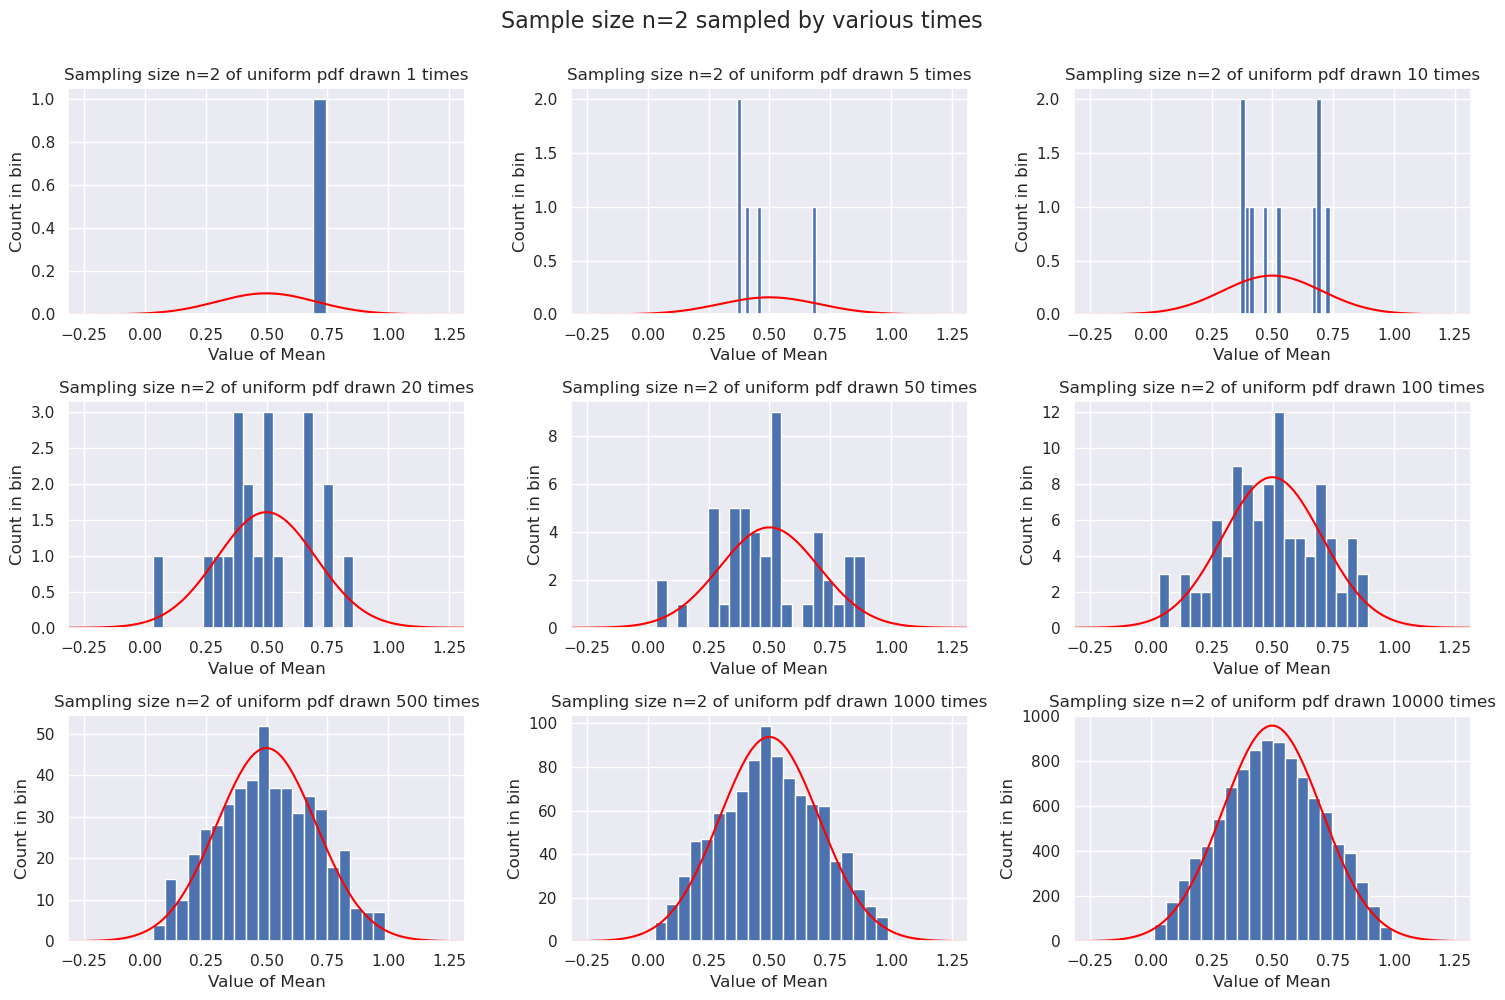 Sample size n=2 sampled by various times
Sampling size n=2 of uniform pdf drawn 1 times
1.0
0.8
0.6
0.4
0.2
0.0
Count in bin
−0.25 0.00 0.25 0.50 0.75 1.00 1.25
Value of Mean
Sampling size n=2 of uniform pdf drawn 5 times
2.0
1.5
1.0
0.5
0.0
Count in bin
−0.25 0.00 0.25 0.50 0.75 1.00 1.25
Value of Mean
Sampling size n=2 of uniform pdf drawn 10 times
2.0
1.5
1.0
0.5
0.0
Count in bin
−0.25 0.00 0.25 0.50 0.75 1.00 1.25
Value of Mean
Sampling size n=2 of uniform pdf drawn 20 times
3.0
2.5
2.0
1.5
1.0
0.5
0.0
Count in bin
−0.25 0.00 0.25 0.50 0.75 1.00 1.25
Value of Mean
Sampling size n=2 of uniform pdf drawn 50 times
8
6
4
2
0
Count in bin
−0.25 0.00 0.25 0.50 0.75 1.00 1.25
Value of Mean
Sampling size n=2 of uniform pdf drawn 100 times
12
10
8
6
4
2
0
Count in bin
−0.25 0.00 0.25 0.50 0.75 1.00 1.25
Value of Mean
Sampling size n=2 of uniform pdf drawn 500 times
50
40
30
20
10
0
Count in bin
−0.25 0.00 0.25 0.50 0.75 1.00 1.25
Value of Mean
Sampling size n=2 of uniform pdf drawn 1000 times
100
80
60
40
20
0
Count in bin
−0.25 0.00 0.25 0.50 0.75 1.00 1.25
Value of Mean
Sampling size n=2 of uniform pdf drawn 10000 times
1000
800
600
400
200
0
Count in bin
−0.25 0.00 0.25 0.50 0.75 1.00 1.25
Value of Mean